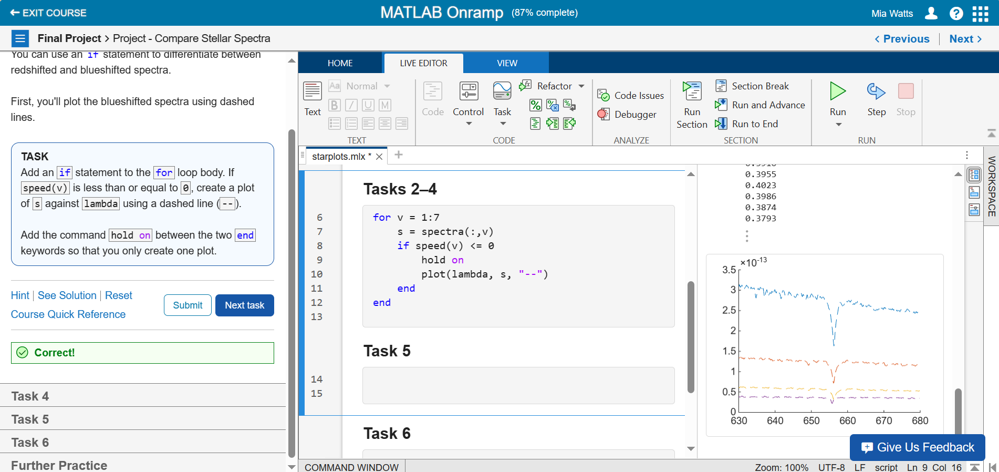 EXIT COURSE
MATLAB Onramp (87% complete)
Mia Watts
Final Project > Project - Compare Stellar Spectra
< Previous
Next >
You can use an if statement to differentiate between
redshifted and blueshifted spectra.
First, you'll plot the blueshifted spectra using dashed
lines.
TASK
Add an if statement to the for loop body. If
speed(v) is less than or equal to 0, create a plot
of s against lambda using a dashed line (--).
Add the command hold on between the two end
keywords so that you only create one plot.
Hint | See Solution | Reset
Course Quick Reference
Submit
Next task
Correct!
Task 4
Task 5
Task 6
Further Practice
HOME
LIVE EDITOR
VIEW
Text
Aa Normal
B I U M
TEXT
Code
Control
Task
Refactor
CODE
Code Issues
Debugger
ANALYZE
Run
Section
Section Break
Run and Advance
Run to End
SECTION
Run
Step
Stop
RUN
starplots.mlx *
Tasks 2–4
6 for v = 1:7
7 s = spectra(:,v)
8 if speed(v) <= 0
9 hold on
10 plot(lambda, s, "--")
11 end
12 end
13
Task 5
14
15
Task 6
0.3955
0.4023
0.3986
0.3874
0.3793
×10-13
3.5
3
2.5
2
1.5
1
0.5
0
630 640 650 660 670 680
WORKSPACE
Give Us Feedback
COMMAND WINDOW
Zoom: 100% UTF-8 LF script Ln 9 Col 16